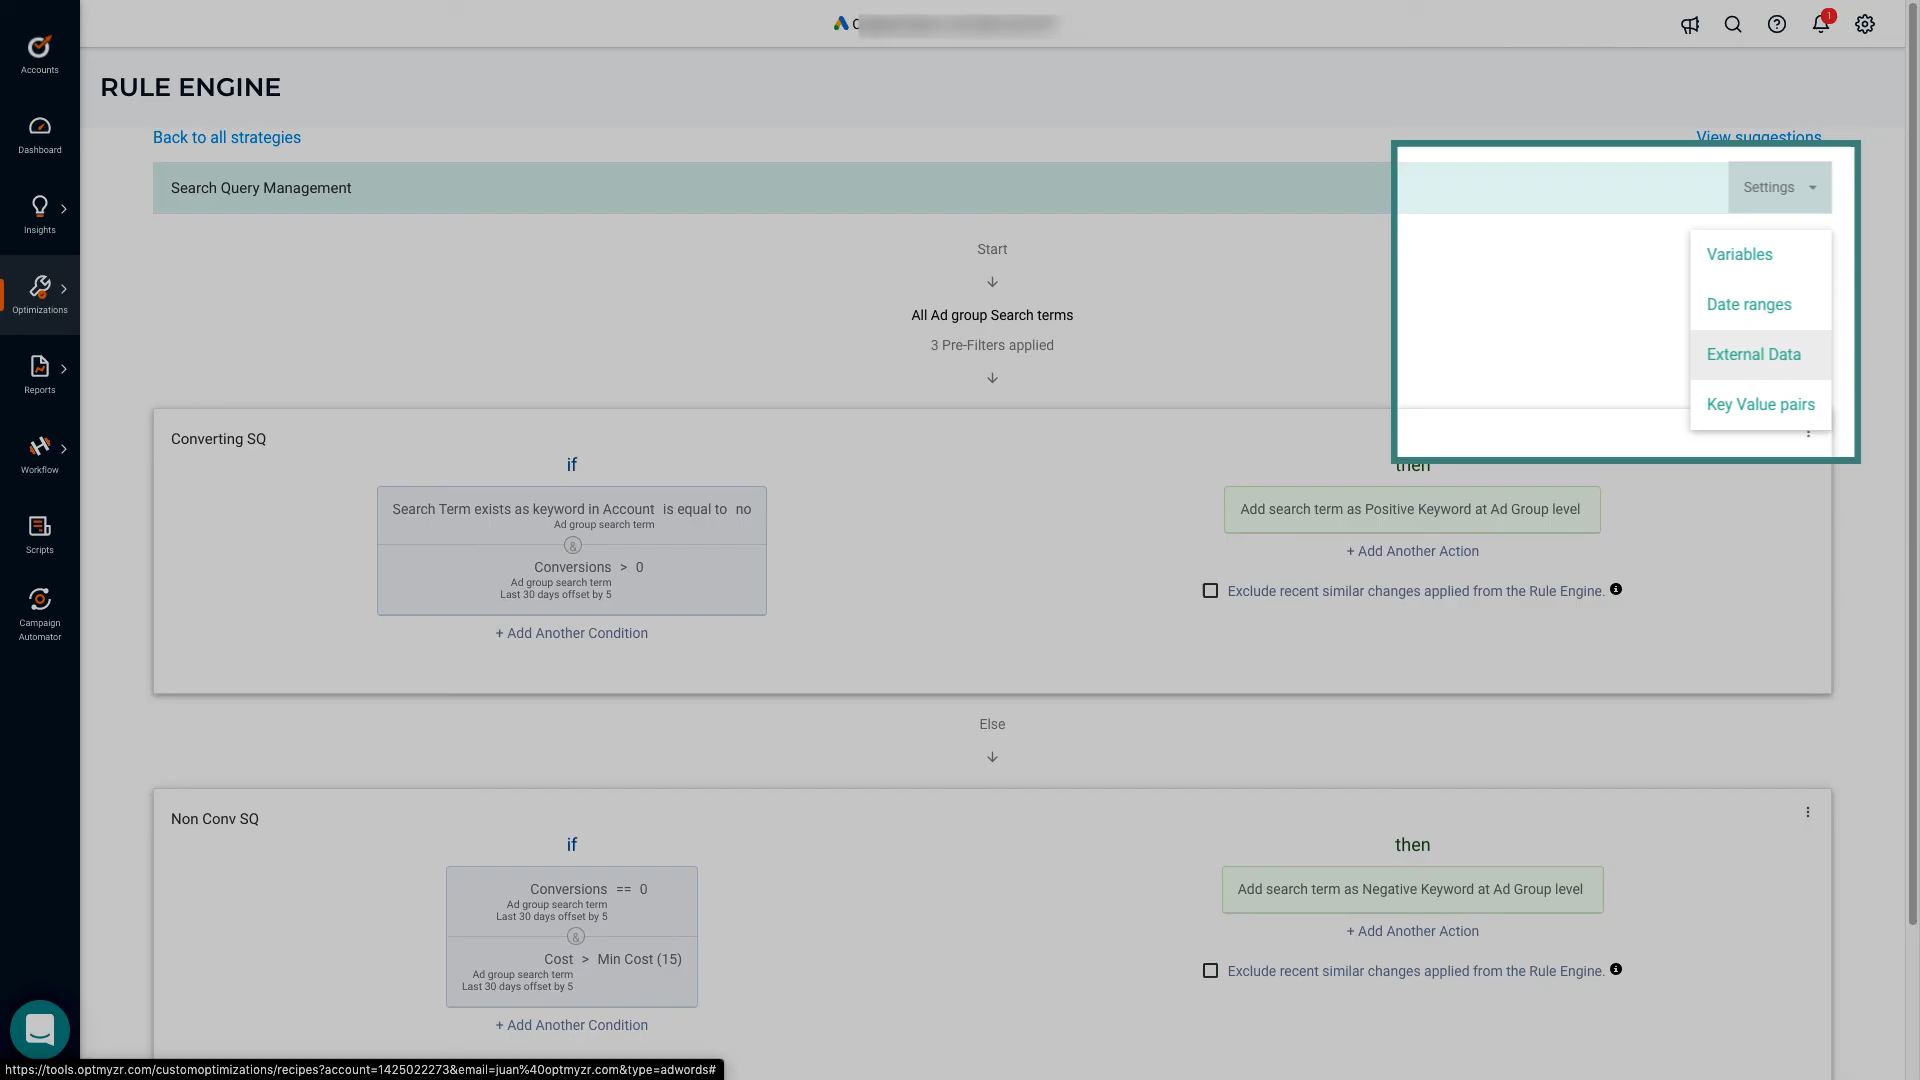 1
Accounts
RULE ENGINE
Back to all strategies
View suggestions
Dashboard
Search Query Management
Settings
Insights
Start
Variables
Optimizations
All Ad group Search terms
Date ranges
3 Pre-Filters applied
External Data
Reports
Key Value pairs
Converting SQ
if
then
Workflow
Search Term exists as keyword in Account is equal to no
Ad group search term
Add search term as Positive Keyword at Ad Group level
&
Scripts
+ Add Another Action
Conversions > 0
Ad group search term
Last 30 days offset by 5
Exclude recent similar changes applied from the Rule Engine.
Campaign
Automator
+ Add Another Condition
Else
Non Conv SQ
if
then
Conversions == 0
Ad group search term
Last 30 days offset by 5
Add search term as Negative Keyword at Ad Group level
&
+ Add Another Action
Cost > Min Cost (15)
Ad group search term
Last 30 days offset by 5
Exclude recent similar changes applied from the Rule Engine.
+ Add Another Condition
https://tools.optmyzr.com/customoptimizations/recipes?account=1425022273&email=juan%40optmyzr.com&type=adwords#